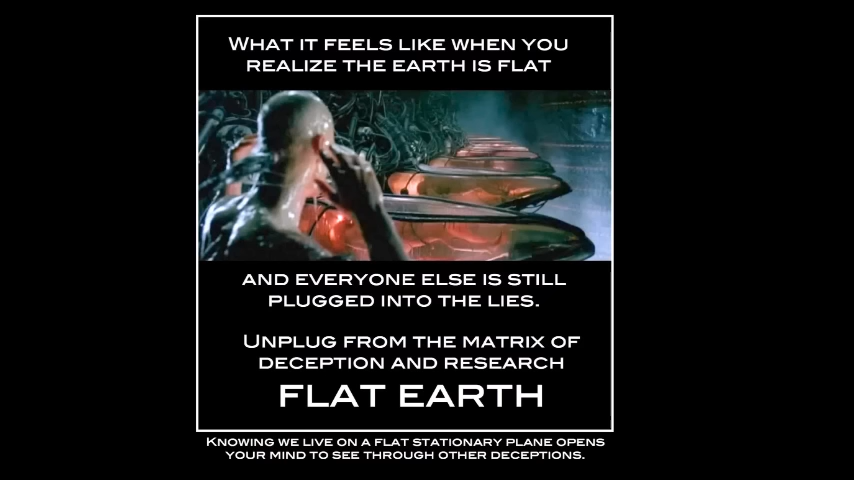 What it feels like when you
realize the earth is flat
and everyone else is still
plugged into the lies.
Unplug from the matrix of
deception and research
FLAT EARTH
Knowing we live on a flat stationary plane opens
your mind to see through other deceptions.